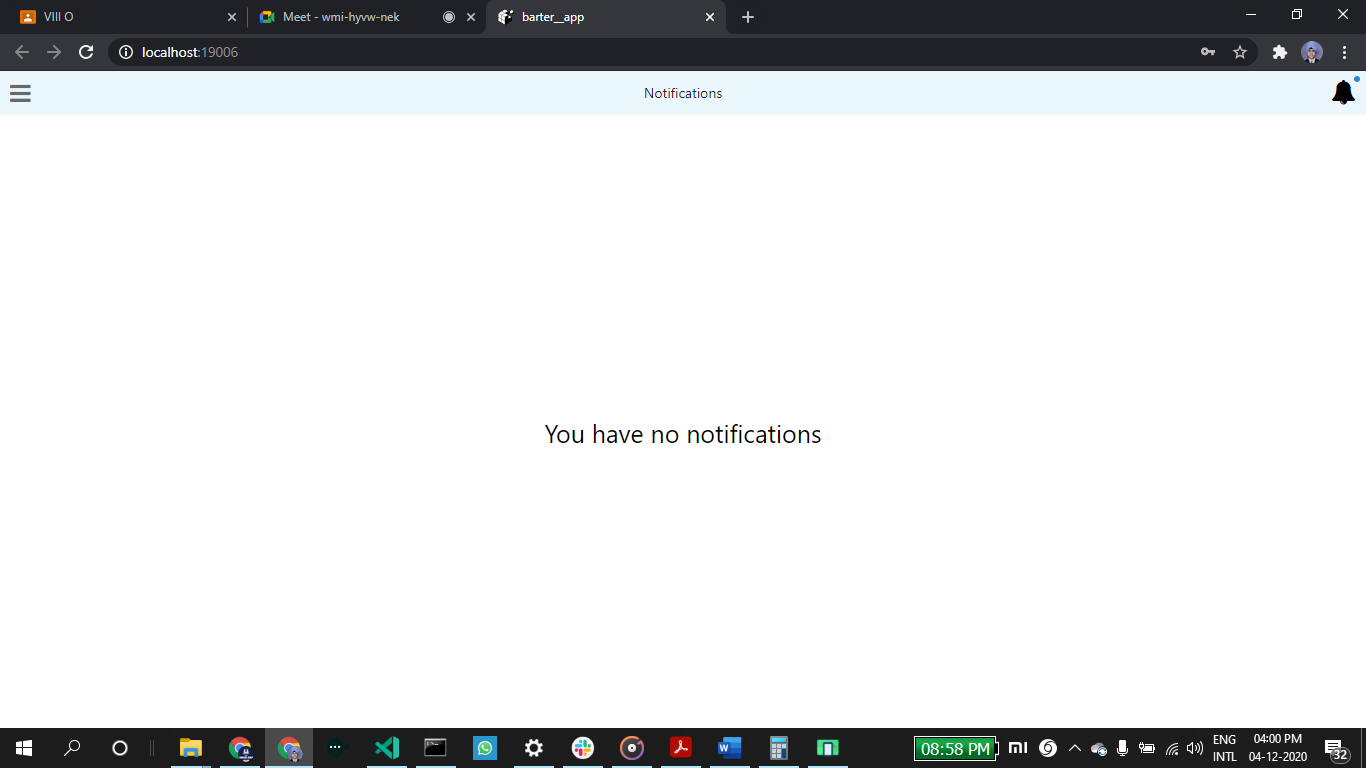 VIII O
Meet - wmi-hyvw-nek
barter__app
localhost:19006
Notifications
You have no notifications
08:58 PM
ENG
INTL
04:00 PM
04-12-2020
32